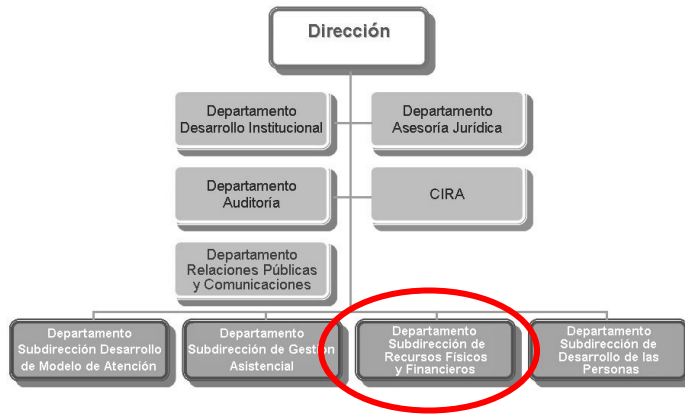 Dirección
Departamento
Desarrollo Institucional
Departamento
Asesoría Jurídica
Departamento
Auditoría
CIRA
Departamento
Relaciones Públicas
y Comunicaciones
Departamento
Subdirección Desarrollo
de Modelo de Atención
Departamento
Subdirección de Gestión
Asistencial
Departamento
Subdirección de
Recursos Físicos
y Financieros
Departamento
Subdirección de
Desarrollo de las
Personas